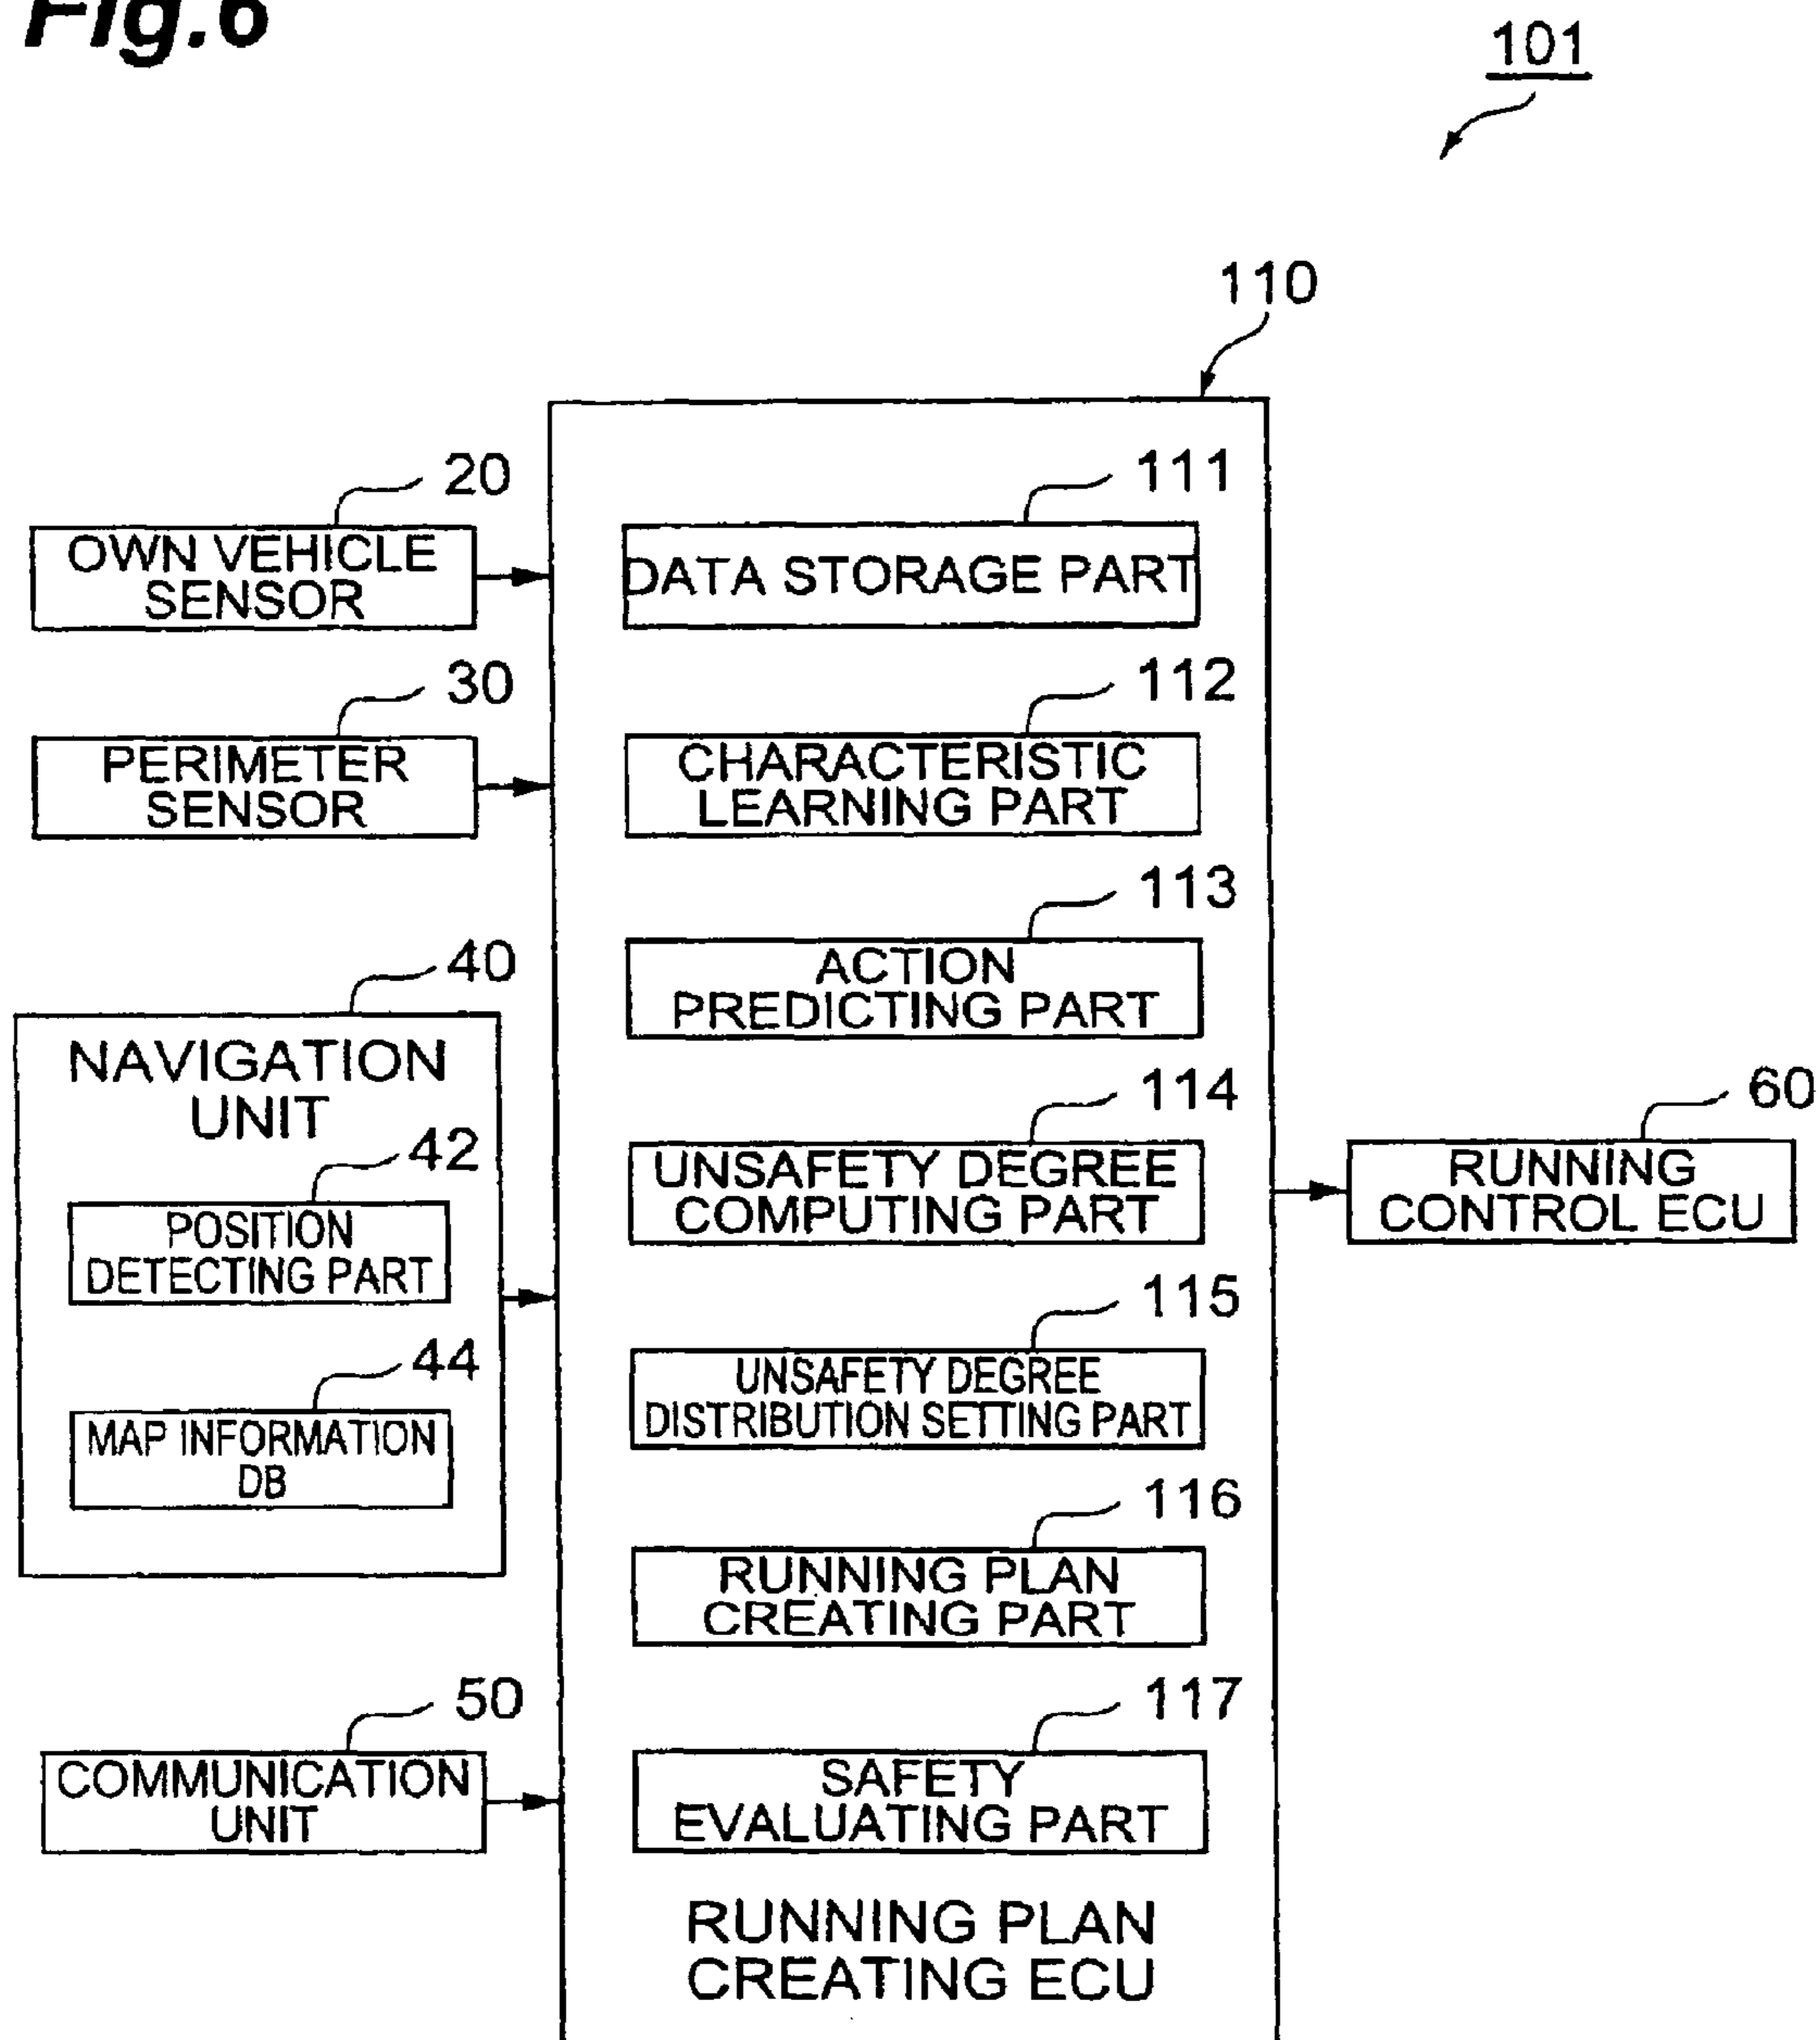 Fig.6
101
110
20
OWN VEHICLE
SENSOR
30
PERIMETER
SENSOR
40
NAVIGATION
UNIT
42
POSITION
DETECTING PART
44
MAP INFORMATION
DB
50
COMMUNICATION
UNIT
111
DATA STORAGE PART
112
CHARACTERISTIC
LEARNING PART
113
ACTION
PREDICTING PART
114
UNSAFETY DEGREE
COMPUTING PART
115
UNSAFETY DEGREE
DISTRIBUTION SETTING PART
116
RUNNING PLAN
CREATING PART
117
SAFETY
EVALUATING PART
RUNNING PLAN
CREATING ECU
60
RUNNING
CONTROL ECU